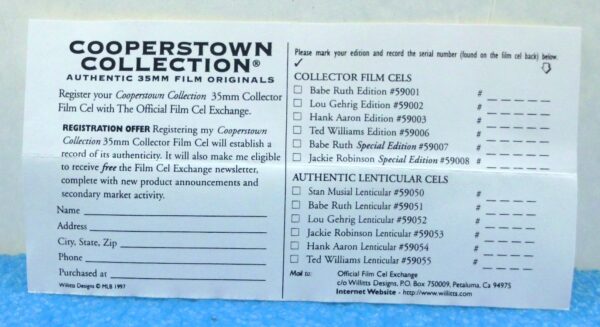 COOPERSTOWN
COLLECTION®
AUTHENTIC 35MM FILM ORIGINALS
Register your Cooperstown Collection 35mm Collector
Film Cel with The Official Film Cel Exchange.
REGISTRATION OFFER Registering my Cooperstown
Collection 35mm Collector Film Cel will establish a
record of its authenticity. It will also make me eligible
to receive free the Film Cel Exchange newsletter,
complete with new product announcements and
secondary market activity.
Name
Address
City, State, Zip
Phone
Purchased at
Willitts Designs © MLB 1997
Please mark your edition and record the serial number (found on the film cel back) below.
✓
COLLECTOR FILM CELS
☐ Babe Ruth Edition #59001 # _ _ _ _ _
☐ Lou Gehrig Edition #59002 # _ _ _ _ _
☐ Hank Aaron Edition #59003 # _ _ _ _ _
☐ Ted Williams Edition #59006 # _ _ _ _ _
☐ Babe Ruth Special Edition #59007 # _ _ _ _ _
☐ Jackie Robinson Special Edition #59008 # _ _ _ _ _
AUTHENTIC LENTICULAR CELS
☐ Stan Musial Lenticular #59050 # _ _ _ _
☐ Babe Ruth Lenticular #59051 # _ _ _ _
☐ Lou Gehrig Lenticular #59052 # _ _ _ _
☐ Jackie Robinson Lenticular #59053 # _ _ _ _
☐ Hank Aaron Lenticular #59054 # _ _ _ _
☐ Ted Williams Lenticular #59055 # _ _ _ _
Mail to: Official Film Cel Exchange
c/o Willitts Designs, P.O. Box 750009, Petaluma, CA 94975
Internet Website - http://www.willitts.com